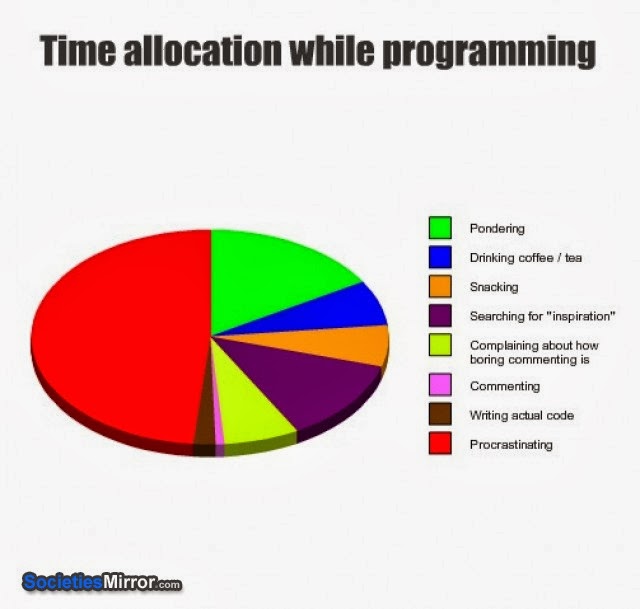 Time allocation while programming
Pondering
Drinking coffee / tea
Snacking
Searching for "inspiration"
Complaining about how
boring commenting is
Commenting
Writing actual code
Procrastinating
SocietiesMirror.com